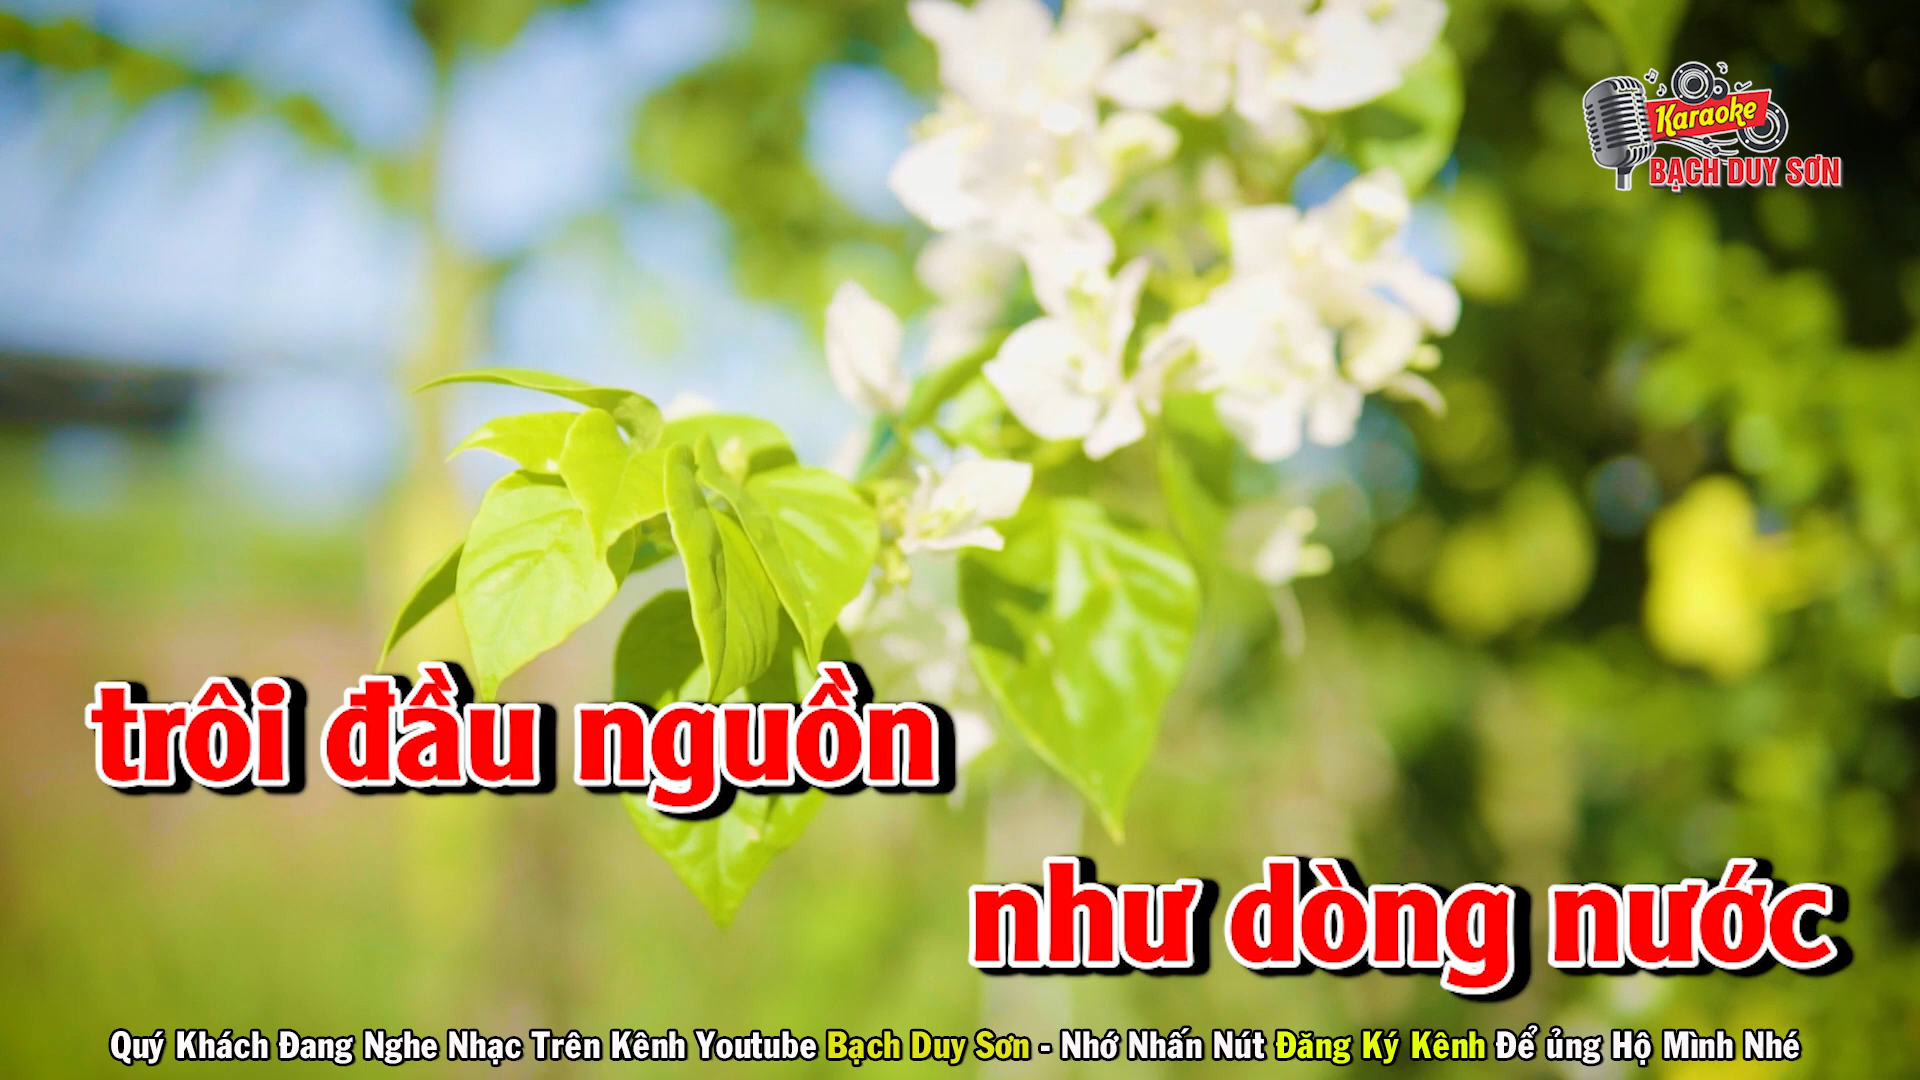 Karaoke
BẠCH DUY SƠN
trôi đầu nguồn
như dòng nước
Quý Khách Đang Nghe Nhạc Trên Kênh Youtube Bạch Duy Sơn - Nhớ Nhấn Nút Đăng Ký Kênh Để ủng Hộ Mình Nhé